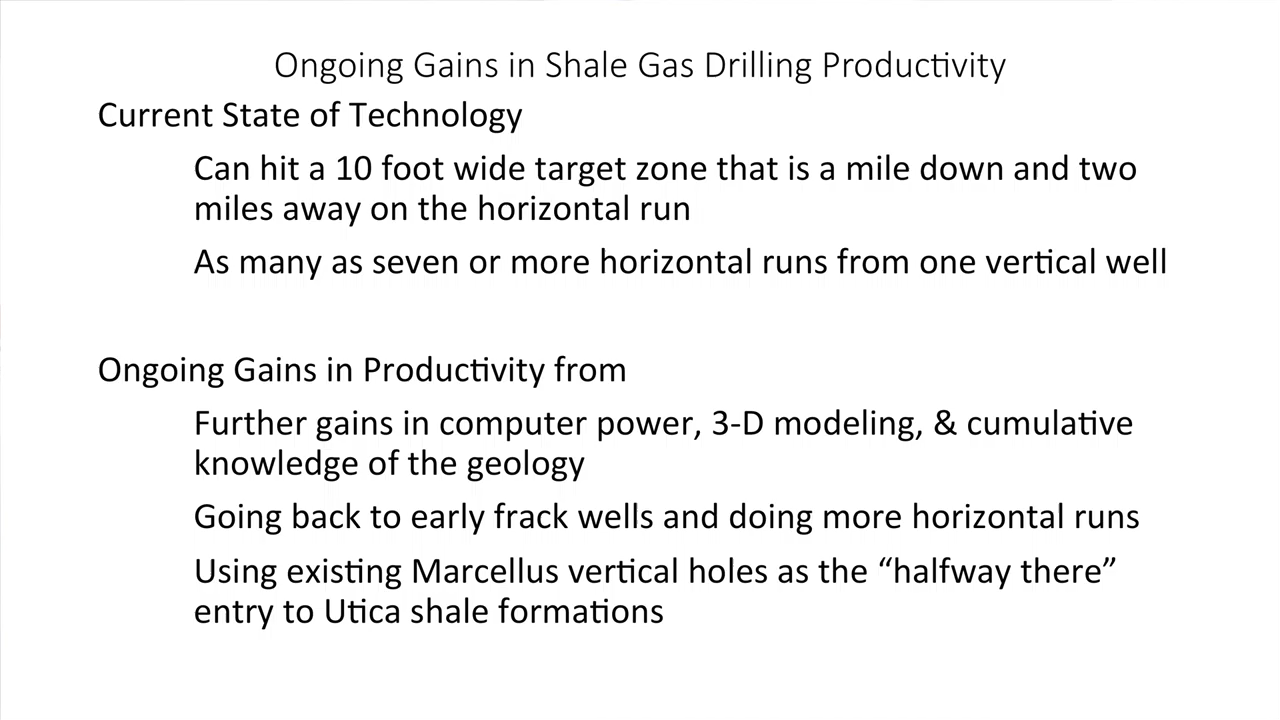 Ongoing Gains in Shale Gas Drilling Productivity
Current State of Technology
Can hit a 10 foot wide target zone that is a mile down and two
miles away on the horizontal run
As many as seven or more horizontal runs from one vertical well
Ongoing Gains in Productivity from
Further gains in computer power, 3-D modeling, & cumulative
knowledge of the geology
Going back to early frack wells and doing more horizontal runs
Using existing Marcellus vertical holes as the “halfway there”
entry to Utica shale formations